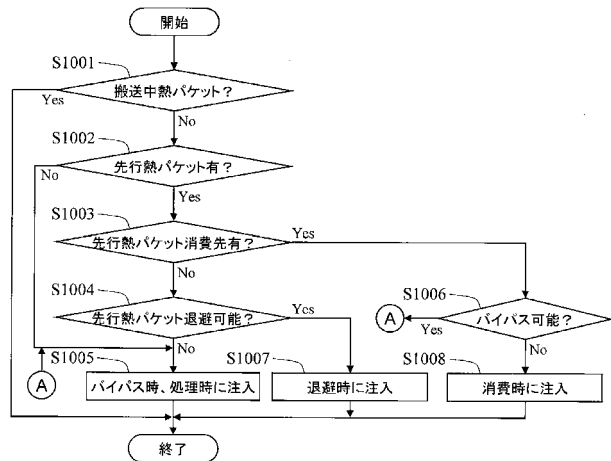 開始
S1001
搬送中熱パケット?
Yes
No
S1002
先行熱パケット有?
No
Yes
S1003
先行熱パケット消費先有?
Yes
No
S1004
先行熱パケット退避可能?
Yes
No
S1006
バイパス可能?
A
Yes
No
S1005
バイパス時、処理時に注入
S1007
退避時に注入
S1008
消費時に注入
A
終了